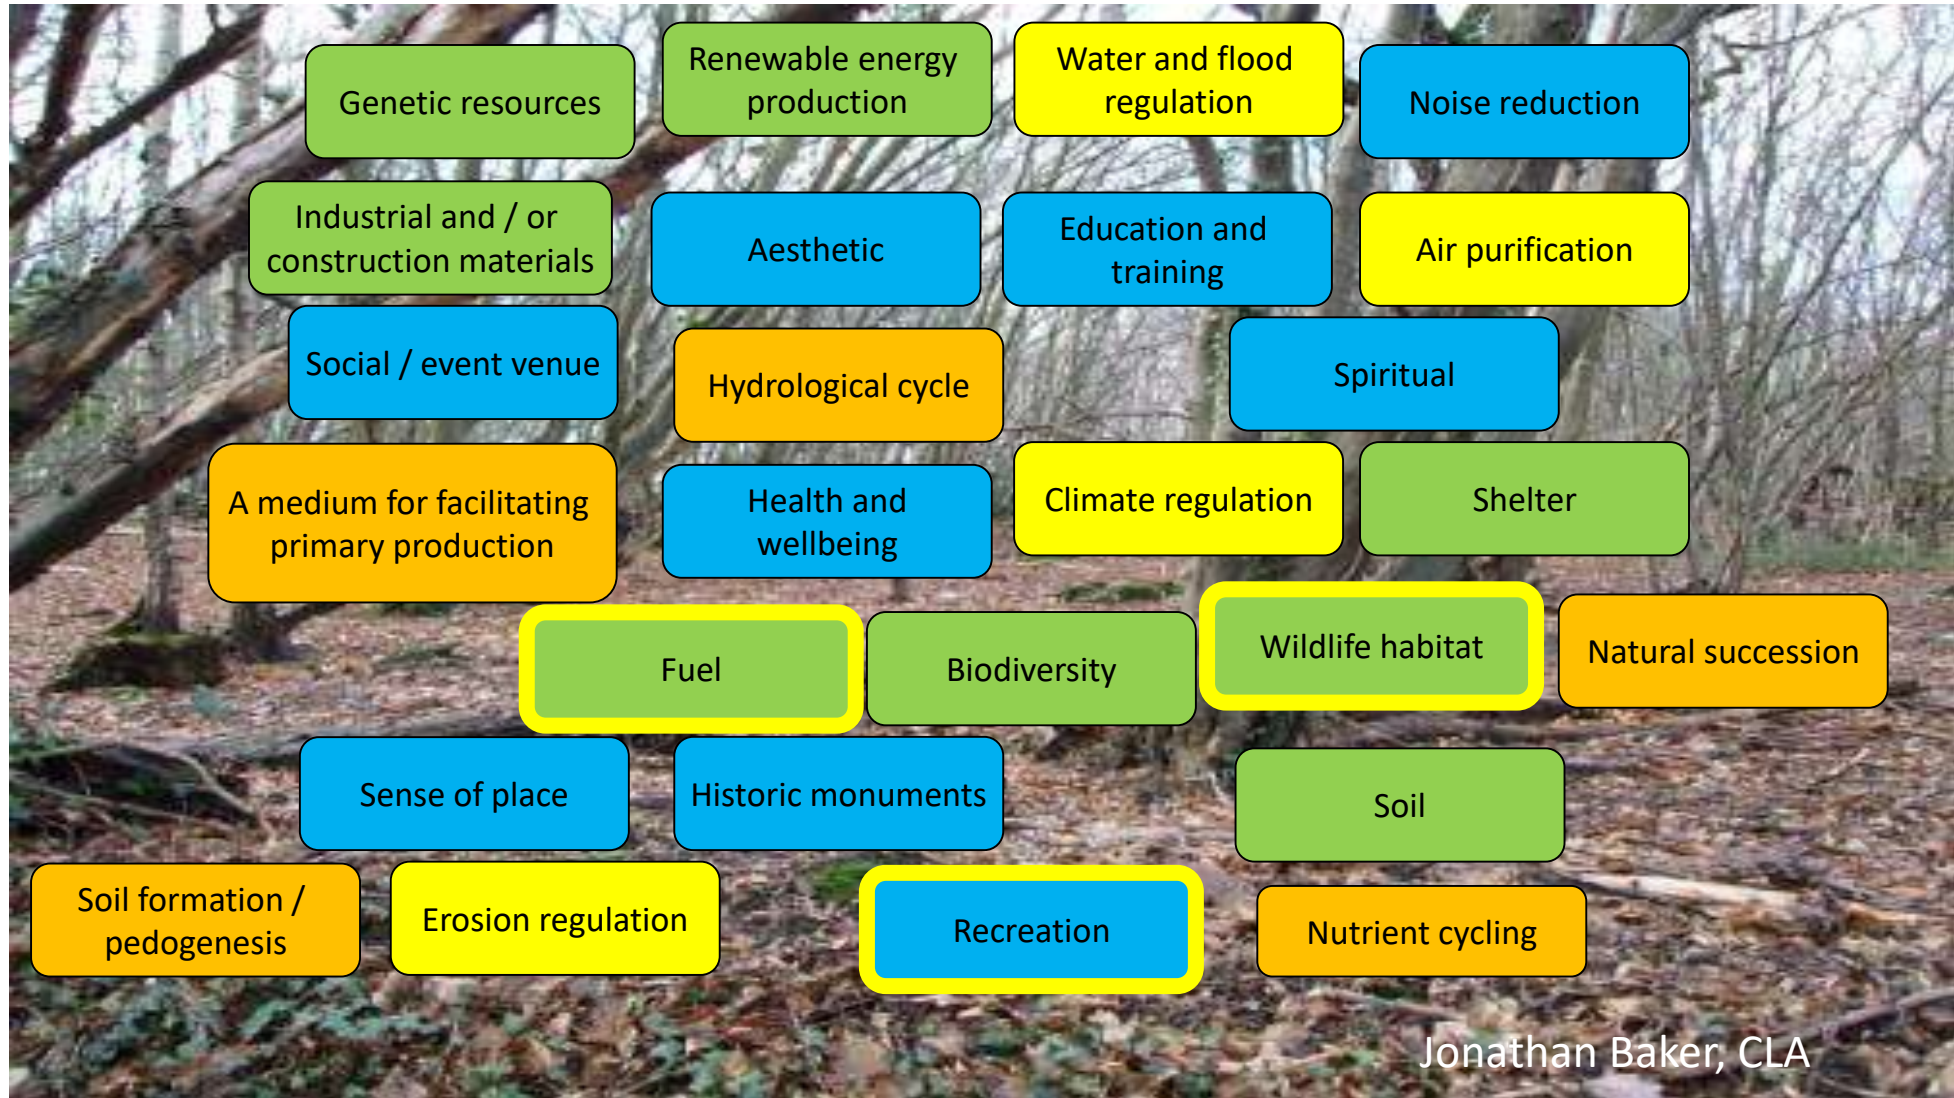 Genetic resources
Renewable energy
production
Water and flood
regulation
Noise reduction
Industrial and / or
construction materials
Aesthetic
Education and
training
Air purification
Social / event venue
Hydrological cycle
Spiritual
A medium for facilitating
primary production
Health and
wellbeing
Climate regulation
Shelter
Fuel
Biodiversity
Wildlife habitat
Natural succession
Sense of place
Historic monuments
Soil
Soil formation /
pedogenesis
Erosion regulation
Recreation
Nutrient cycling
Jonathan Baker, CLA